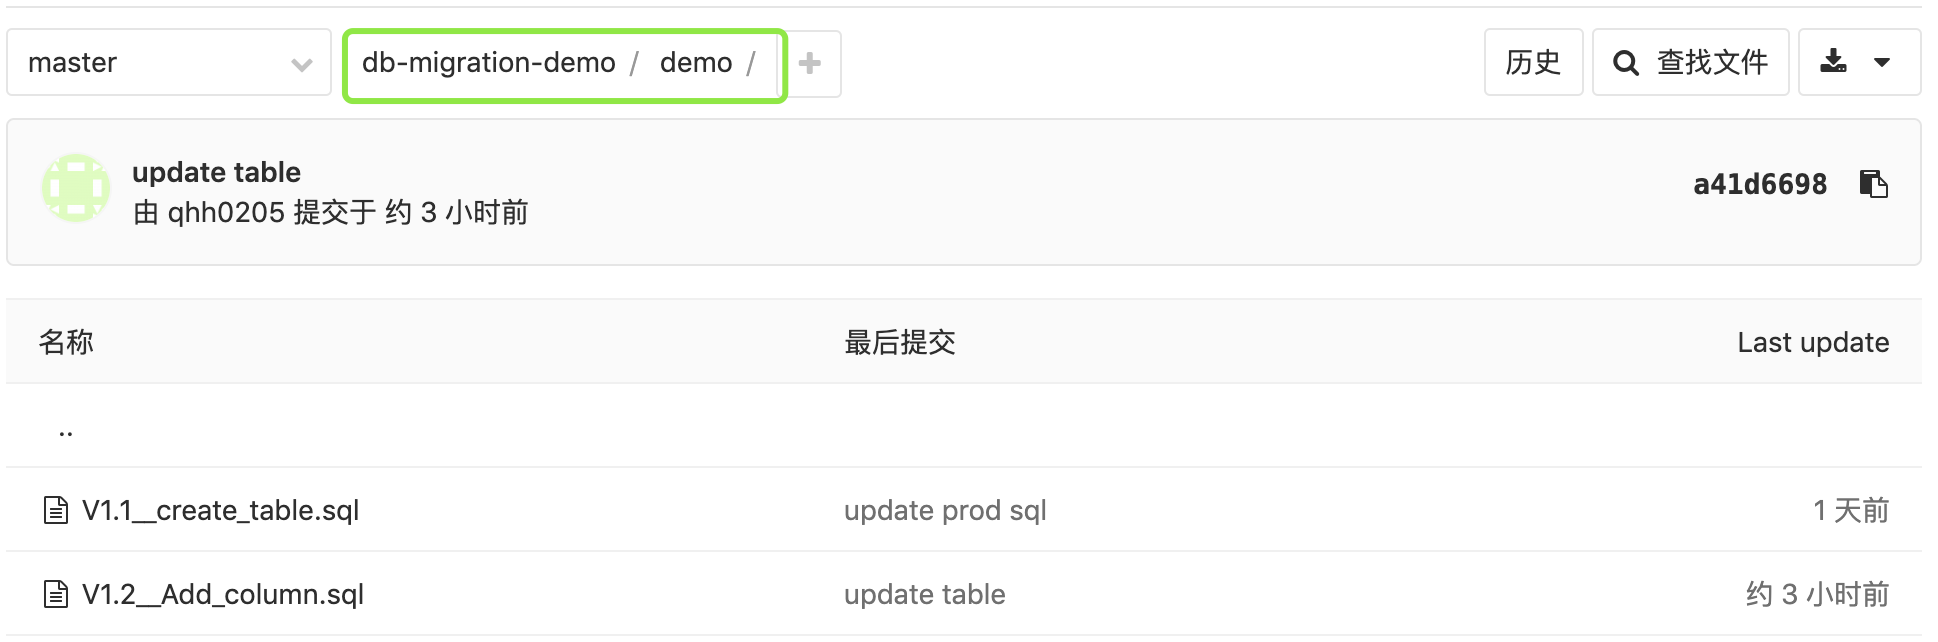 master db-migration-demo / demo / 历史 查找文件
update table
由 qhh0205 提交于 约 3 小时前
a41d6698
名称 最后提交 Last update
..
V1.1__create_table.sql update prod sql 1 天前
V1.2__Add_column.sql update table 约 3 小时前